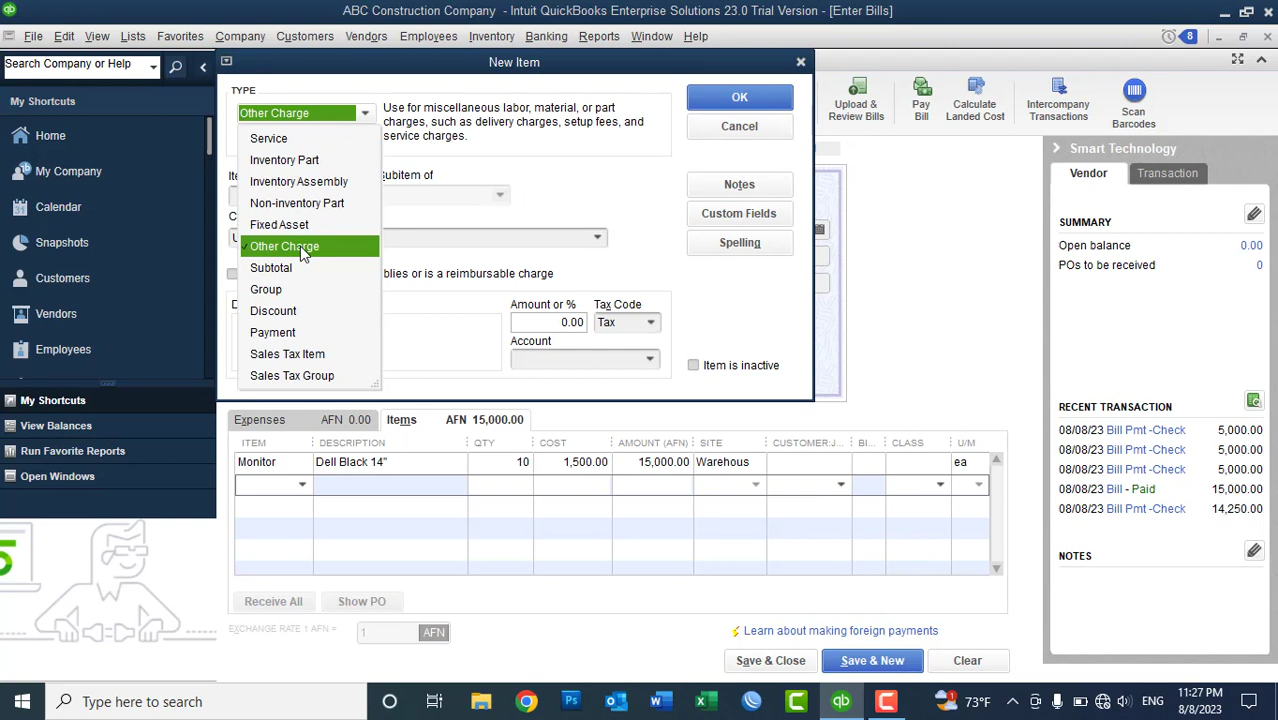 ABC Construction Company - Intuit QuickBooks Enterprise Solutions 23.0 Trial Version - [Enter Bills]
File Edit View Lists Favorites Company Customers Vendors Employees Inventory Banking Reports Window Help 8
Search Company or Help
My Shortcuts
Home
My Company
Calendar
Snapshots
Customers
Vendors
Employees
My Shortcuts
View Balances
Run Favorite Reports
Open Windows
New Item
TYPE
Other Charge
Use for miscellaneous labor, material, or part
charges, such as delivery charges, setup fees, and
service charges.
Service
Inventory Part
Inventory Assembly
Non-inventory Part
Fixed Asset
Other Charge
Subtotal
Group
Discount
Payment
Sales Tax Item
Sales Tax Group
Subitem of
or is a reimbursable charge
Amount or % Tax Code
0.00 Tax
Account
OK
Cancel
Notes
Custom Fields
Spelling
Item is inactive
Upload &
Review Bills
Pay
Bill
Calculate
Landed Cost
Intercompany
Transactions
Scan
Barcodes
Expenses AFN 0.00 Items AFN 15,000.00
ITEM DESCRIPTION QTY COST AMOUNT (AFN) SITE CUSTOMER:J... BI... CLASS U/M
Monitor Dell Black 14" 10 1,500.00 15,000.00 Warehous ea
Receive All Show PO
EXCHANGE RATE 1 AFN = 1 AFN
Learn about making foreign payments
Save & Close Save & New Clear
Smart Technology
Vendor Transaction
SUMMARY
Open balance 0.00
POs to be received 0
RECENT TRANSACTION
08/08/23 Bill Pmt -Check 5,000.00
08/08/23 Bill Pmt -Check 5,000.00
08/08/23 Bill Pmt -Check 5,000.00
08/08/23 Bill - Paid 15,000.00
08/08/23 Bill Pmt -Check 14,250.00
NOTES
Type here to search
73°F
ENG
11:27 PM
8/8/2023